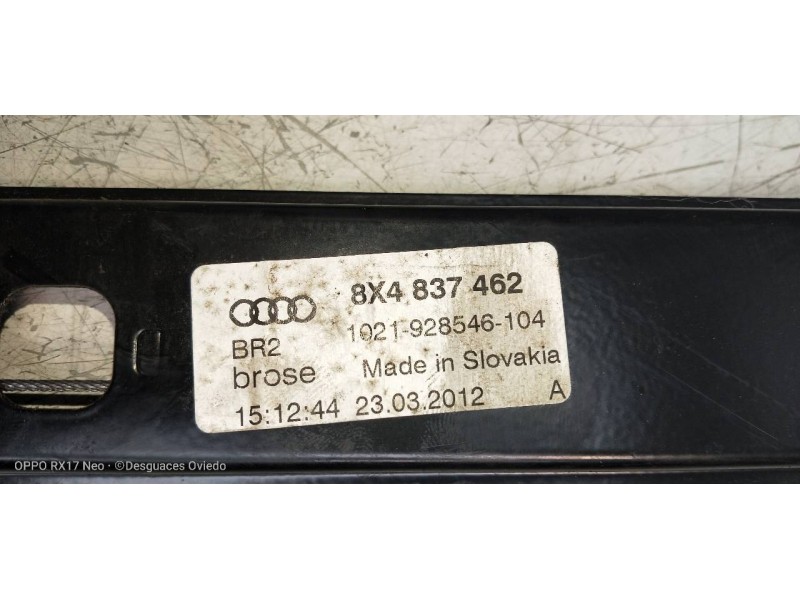 8X4 837 462
BR2 1021-928546-104
brose Made in Slovakia
15:12:44 23.03.2012 A
OPPO RX17 Neo · ©Desguaces Oviedo